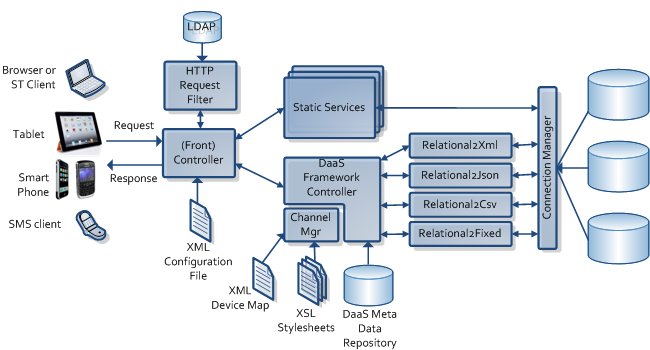 LDAP
Browser or
ST Client
HTTP
Request
Filter
Static Services
Tablet
Request
(Front)
Controller
Response
Smart
Phone
SMS client
XML
Configuration
File
DaaS
Framework
Controller
Channel
Mgr
XML
Device Map
XSL
Stylesheets
DaaS Meta
Data
Repository
Relational2Xml
Relational2Json
Relational2Csv
Relational2Fixed
Connection Manager